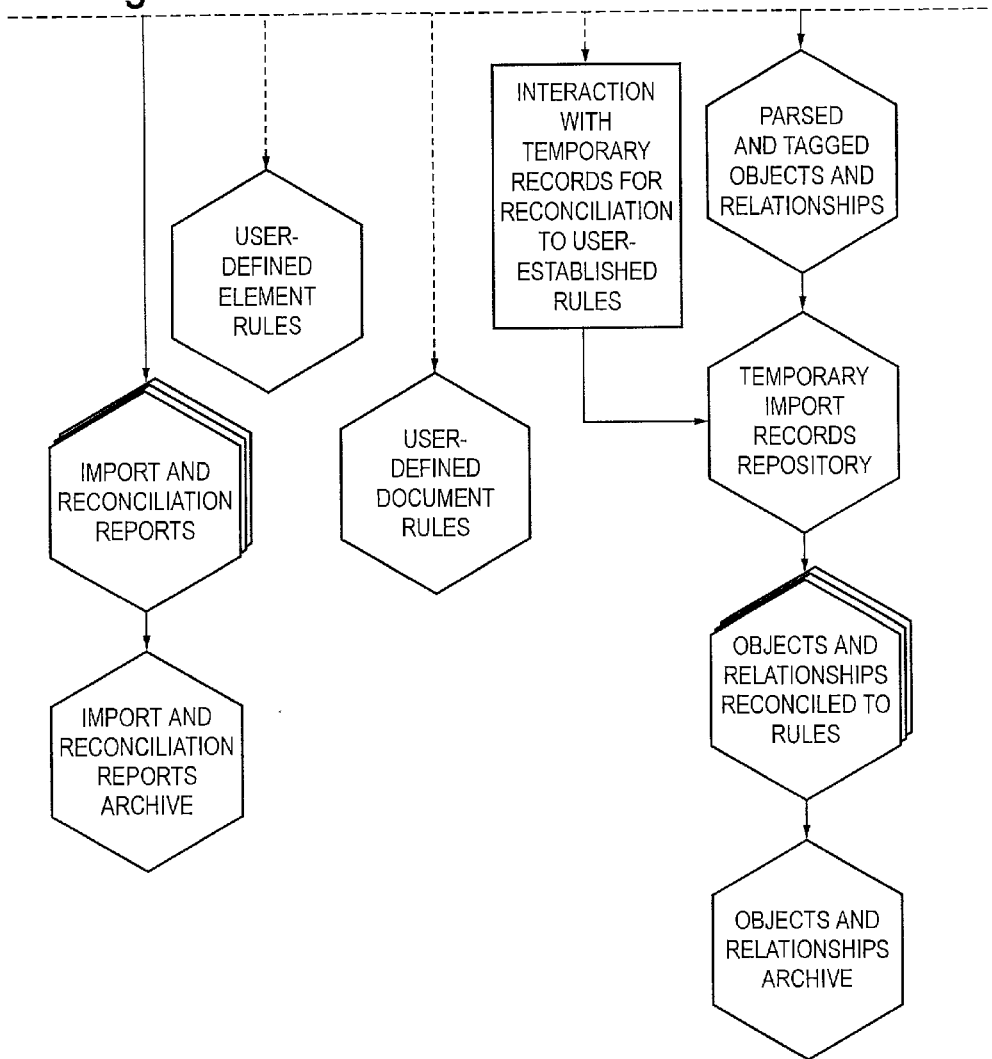 INTERACTION
WITH
TEMPORARY
RECORDS FOR
RECONCILIATION
TO USER-
ESTABLISHED
RULES
PARSED
AND TAGGED
OBJECTS AND
RELATIONSHIPS
USER-
DEFINED
ELEMENT
RULES
TEMPORARY
IMPORT
RECORDS
REPOSITORY
USER-
DEFINED
DOCUMENT
RULES
IMPORT AND
RECONCILIATION
REPORTS
OBJECTS AND
RELATIONSHIPS
RECONCILED TO
RULES
IMPORT AND
RECONCILIATION
REPORTS
ARCHIVE
OBJECTS AND
RELATIONSHIPS
ARCHIVE